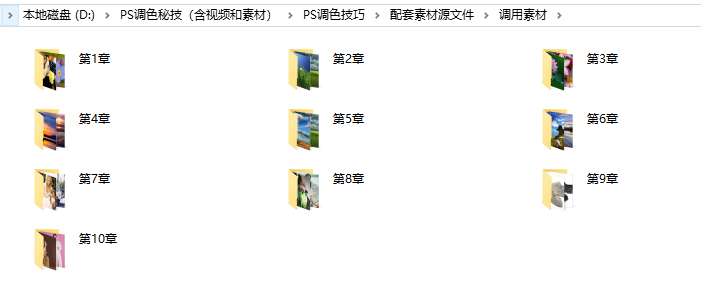 本地磁盘 (D:) > PS调色秘技（含视频和素材） > PS调色技巧 > 配套素材源文件 > 调用素材 >
第1章 第2章 第3章
第4章 第5章 第6章
第7章 第8章 第9章
第10章